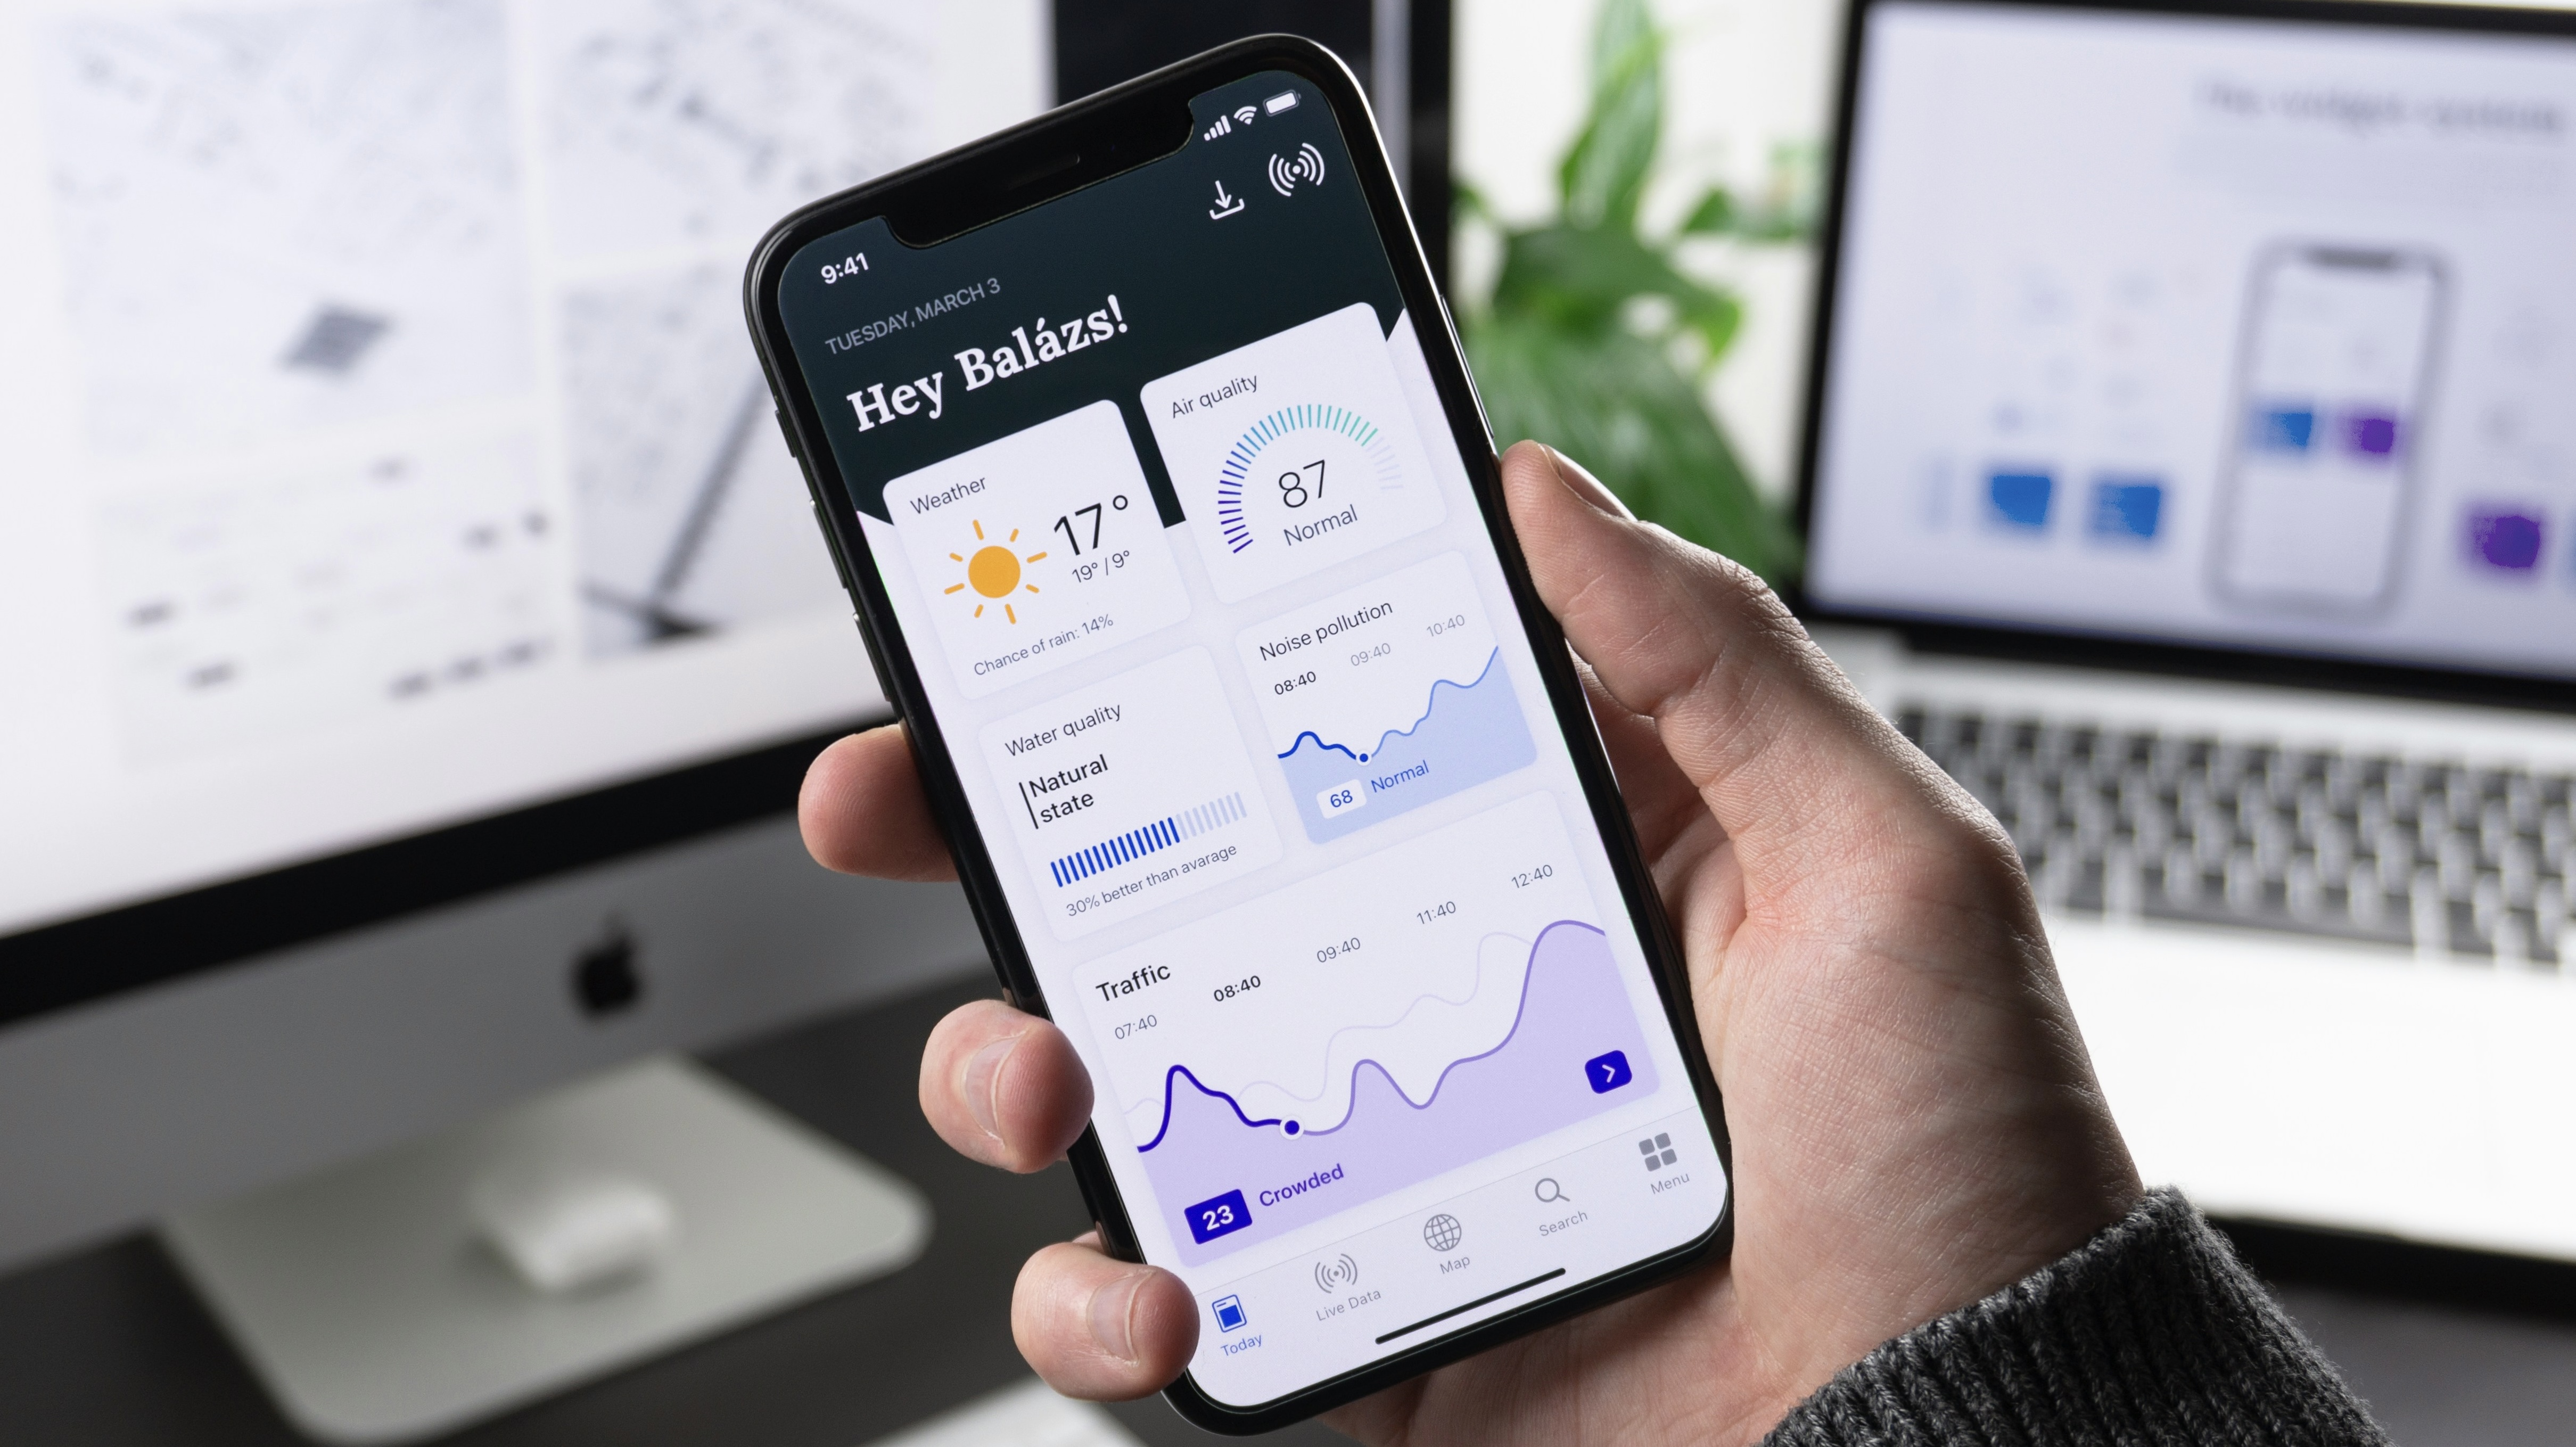 9:41
TUESDAY, MARCH 3
Hey Balázs!
Weather
17°
19° / 9°
Chance of rain: 14%
Air quality
87
Normal
Water quality
Natural
state
30% better than avarage
Noise pollution
08:40 09:40 10:40
68 Normal
Traffic
07:40 08:40 09:40 11:40 12:40
23 Crowded
Today Live Data Map Search Menu